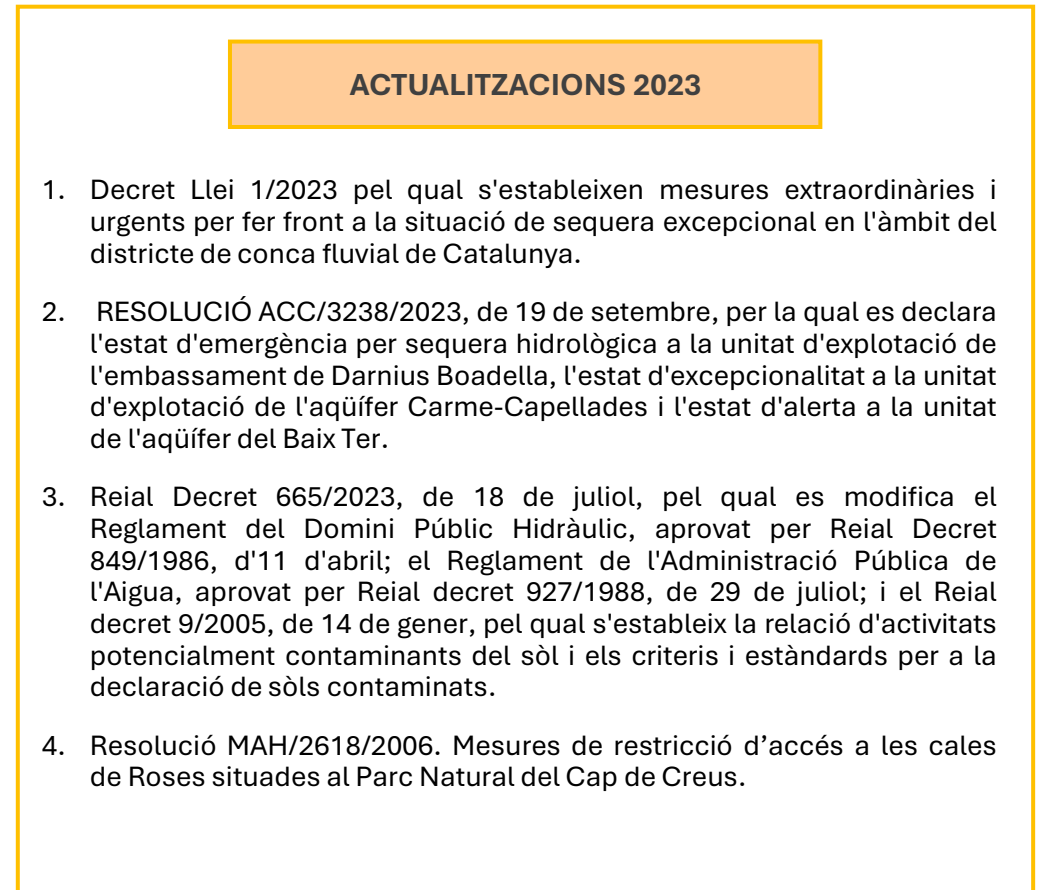 ACTUALITZACIONS 2023
1. Decret Llei 1/2023 pel qual s'estableixen mesures extraordinàries i
urgents per fer front a la situació de sequera excepcional en l'àmbit del
districte de conca fluvial de Catalunya.
2. RESOLUCIÓ ACC/3238/2023, de 19 de setembre, per la qual es declara
l'estat d'emergència per sequera hidrològica a la unitat d'explotació de
l'embassament de Darnius Boadella, l'estat d'excepcionalitat a la unitat
d'explotació de l'aqüífer Carme-Capellades i l'estat d'alerta a la unitat
de l'aqüífer del Baix Ter.
3. Reial Decret 665/2023, de 18 de juliol, pel qual es modifica el
Reglament del Domini Públic Hidràulic, aprovat per Reial Decret
849/1986, d'11 d'abril; el Reglament de l'Administració Pública de
l'Aigua, aprovat per Reial decret 927/1988, de 29 de juliol; i el Reial
decret 9/2005, de 14 de gener, pel qual s'estableix la relació d'activitats
potencialment contaminants del sòl i els criteris i estàndards per a la
declaració de sòls contaminats.
4. Resolució MAH/2618/2006. Mesures de restricció d’accés a les cales
de Roses situades al Parc Natural del Cap de Creus.